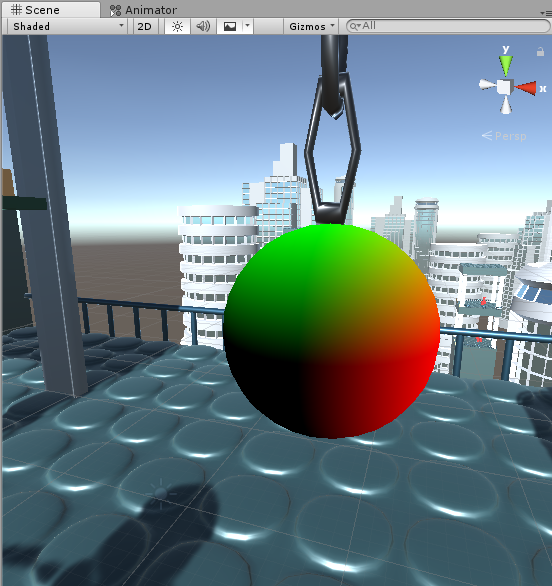 Scene Animator
Shaded 2D Gizmos All
y
x
Persp